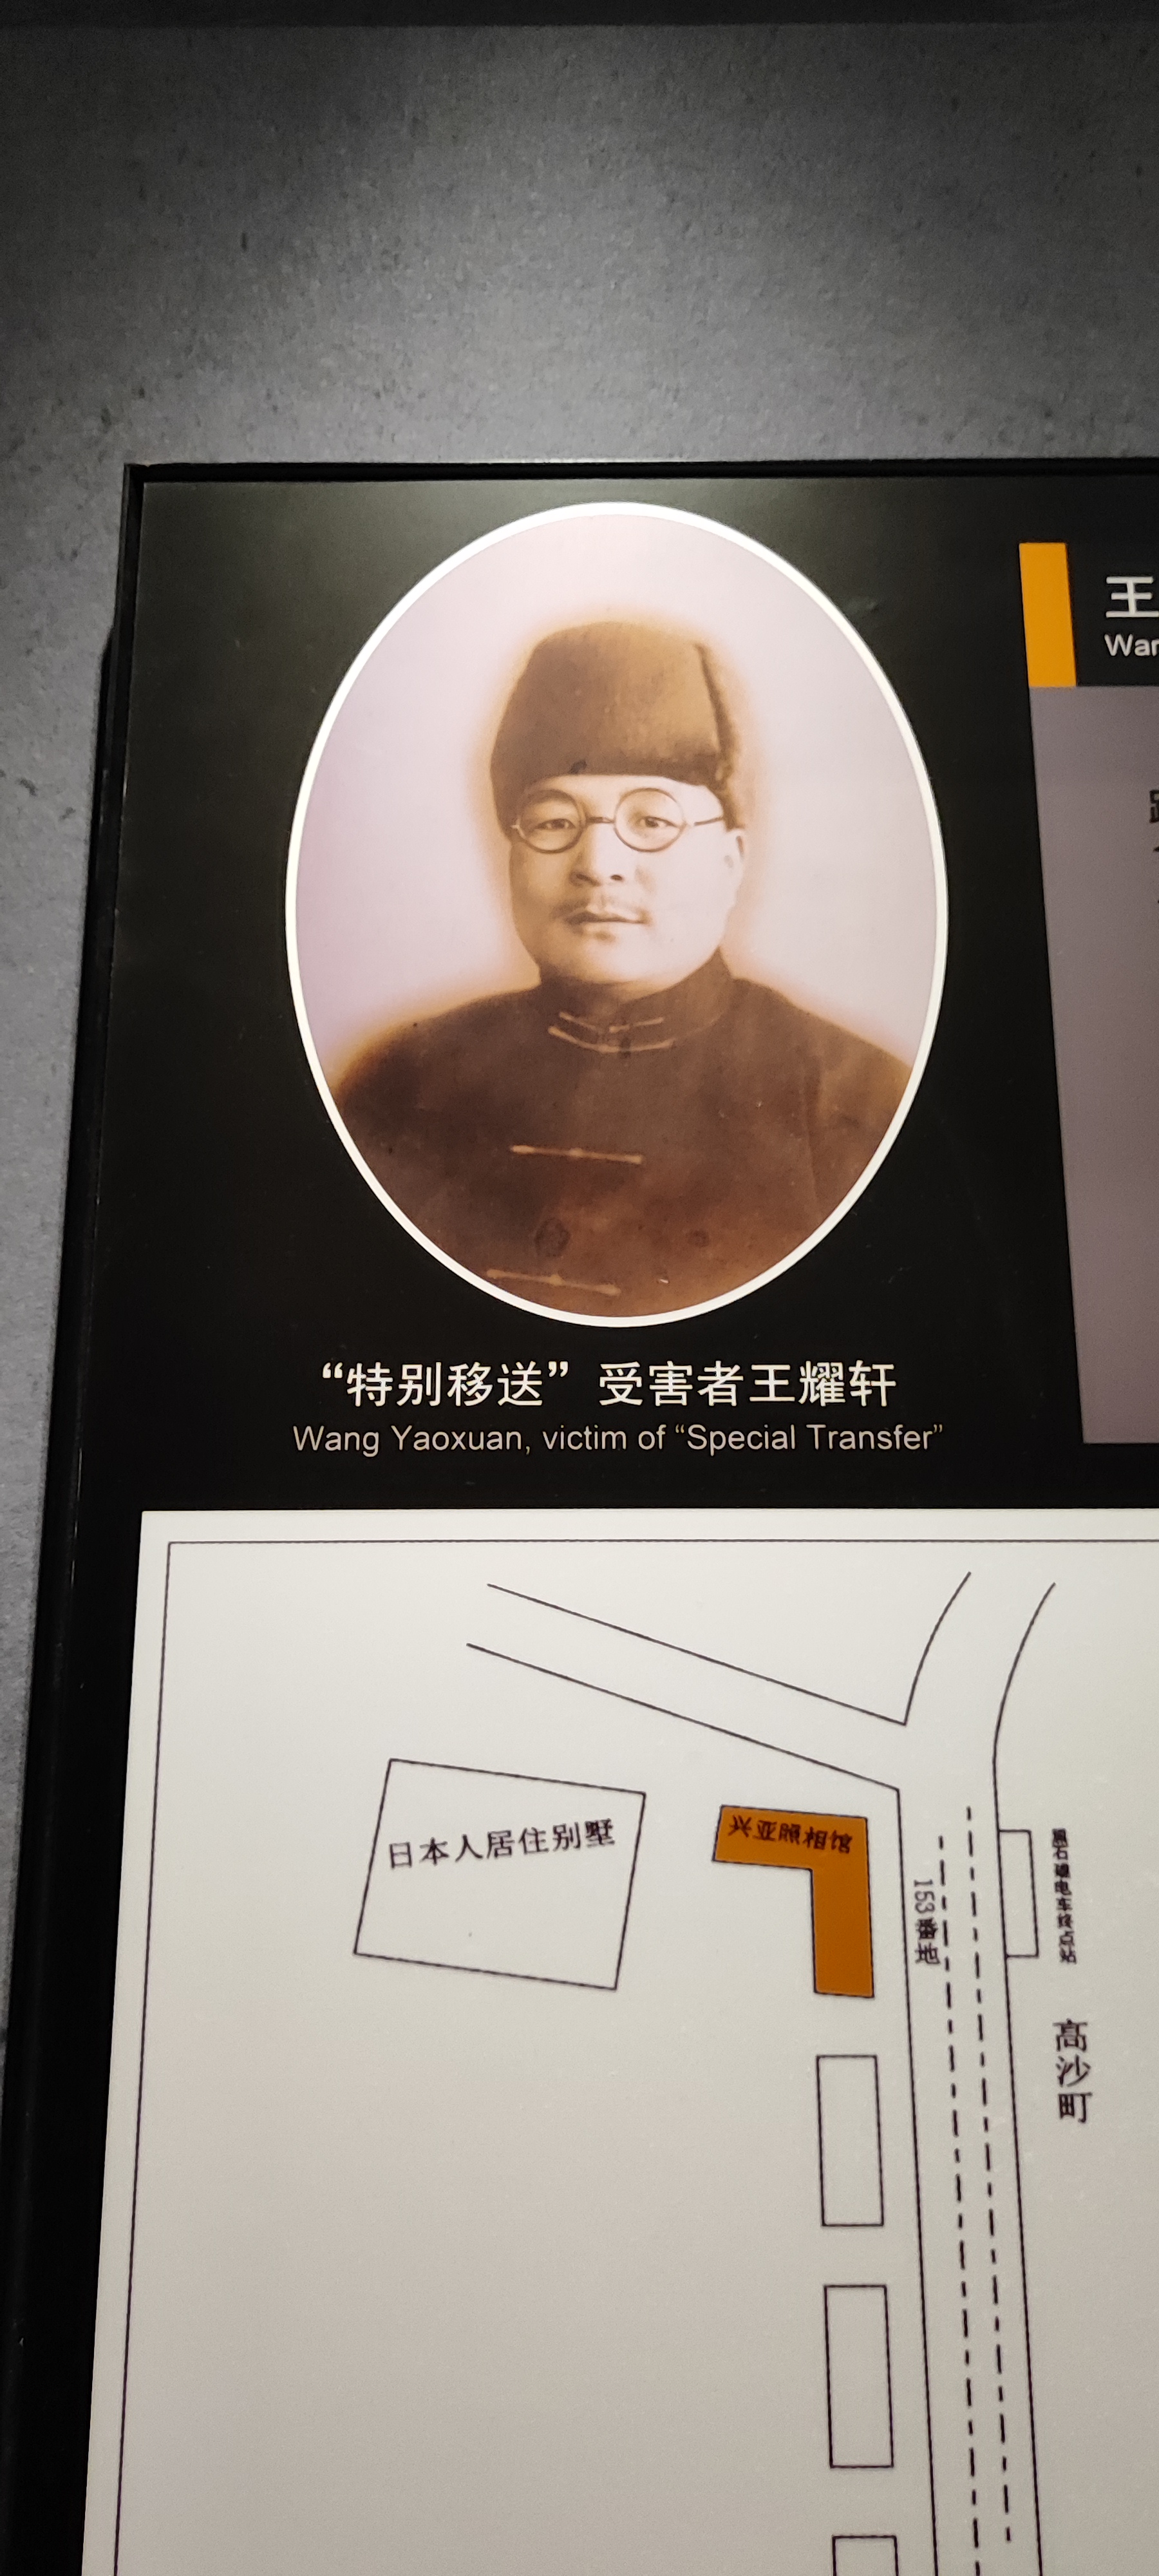 王
Wan
“特别移送”受害者王耀轩
Wang Yaoxuan, victim of “Special Transfer”
日本人居住别墅
兴亚照相馆
153番地
黑石礁电车终点站
高沙町